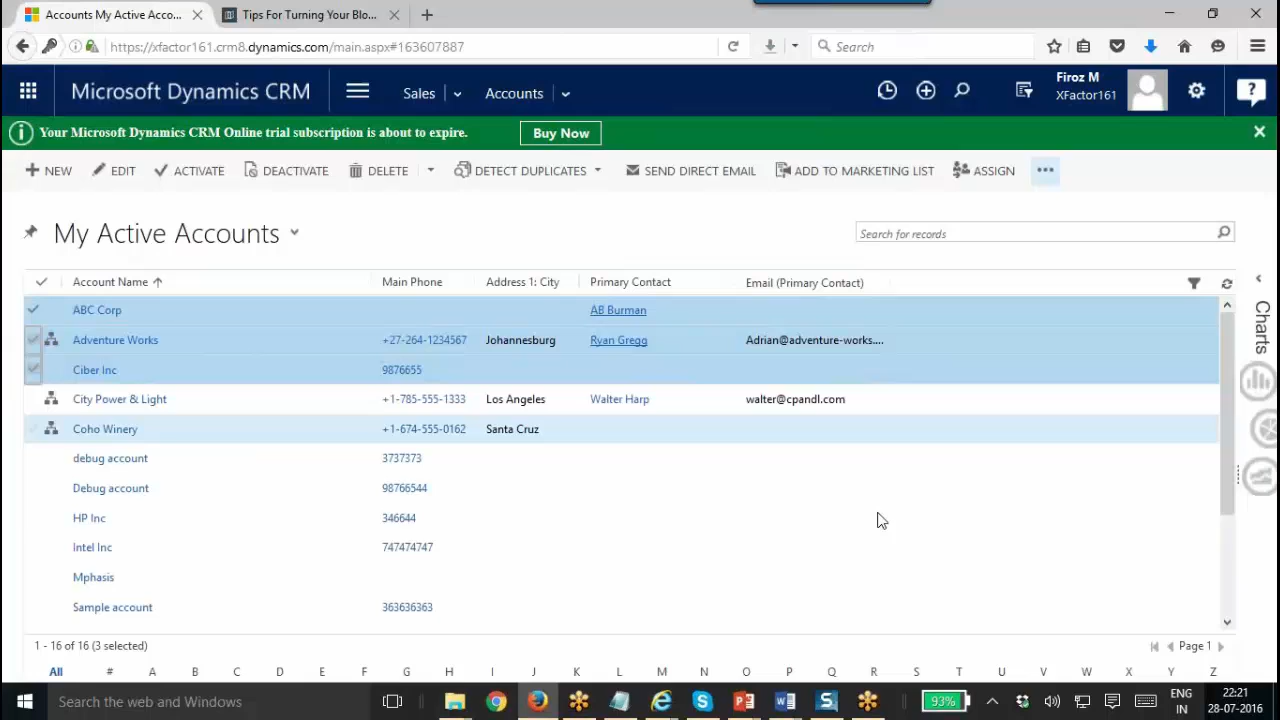 Accounts My Active Acco...
Tips For Turning Your Blo...
https://xfactor161.crm8.dynamics.com/main.aspx#163607887
Search
Microsoft Dynamics CRM
Sales
Accounts
Firoz M
XFactor161
Your Microsoft Dynamics CRM Online trial subscription is about to expire.
Buy Now
NEW
EDIT
ACTIVATE
DEACTIVATE
DELETE
DETECT DUPLICATES
SEND DIRECT EMAIL
ADD TO MARKETING LIST
ASSIGN
My Active Accounts
Search for records
Account Name Main Phone Address 1: City Primary Contact Email (Primary Contact)
ABC Corp AB Burman
Adventure Works +27-264-1234567 Johannesburg Ryan Gregg Adrian@adventure-works....
Ciber Inc 9876655
City Power & Light +1-785-555-1333 Los Angeles Walter Harp walter@cpandl.com
Coho Winery +1-674-555-0162 Santa Cruz
debug account 3737373
Debug account 98766544
HP Inc 346644
Intel Inc 747474747
Mphasis
Sample account 363636363
Charts
1 - 16 of 16 (3 selected)
Page 1
All # A B C D E F G H I J K L M N O P Q R S T U V W X Y Z
Search the web and Windows
93%
ENG
IN
22:21
28-07-2016